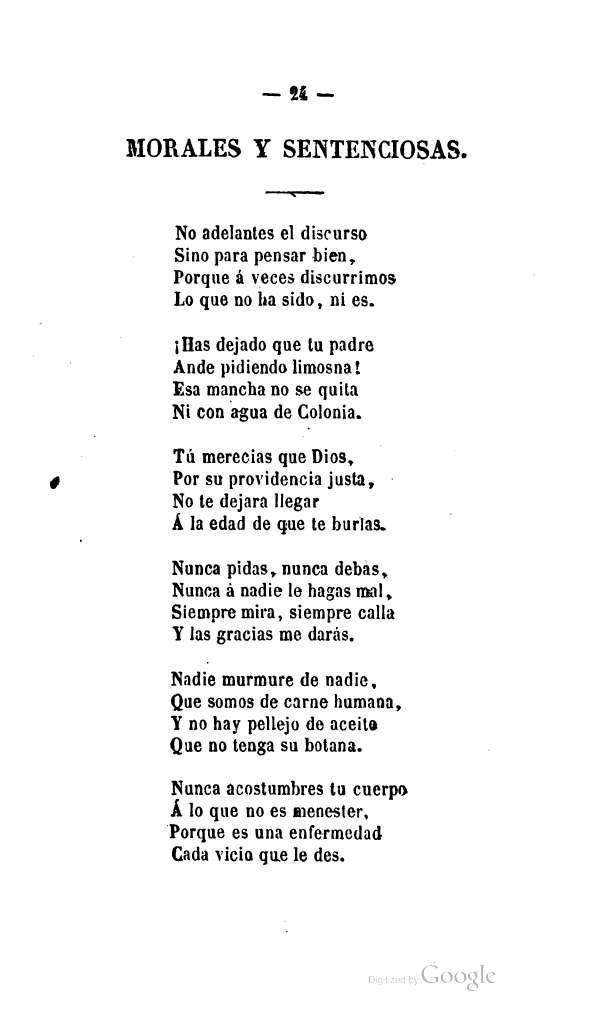 — 24 —
MORALES Y SENTENCIOSAS.
No adelantes el discurso
Sino para pensar bien,
Porque á veces discurrimos
Lo que no ha sido, ni es.
¡Has dejado que tu padre
Ande pidiendo limosna!
Esa mancha no se quita
Ni con agua de Colonia.
Tú merecias que Dios,
Por su providencia justa,
No te dejara llegar
Á la edad de que te burlas.
Nunca pidas, nunca debas,
Nunca á nadie le hagas mal,
Siempre mira, siempre calla
Y las gracias me darás.
Nadie murmure de nadie,
Que somos de carne humana,
Y no hay pellejo de aceite
Que no tenga su botana.
Nunca acostumbres tu cuerpo
Á lo que no es menester,
Porque es una enfermedad
Cada vicio que le des.
Digitized by Google